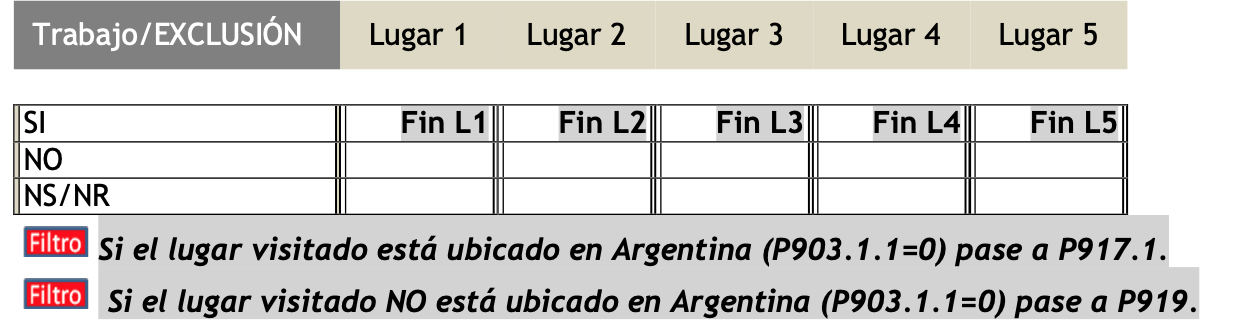 Trabajo/EXCLUSIÓN Lugar 1 Lugar 2 Lugar 3 Lugar 4 Lugar 5
SI Fin L1 Fin L2 Fin L3 Fin L4 Fin L5
NO
NS/NR
Filtro Si el lugar visitado está ubicado en Argentina (P903.1.1=0) pase a P917.1.
Filtro Si el lugar visitado NO está ubicado en Argentina (P903.1.1=0) pase a P919.